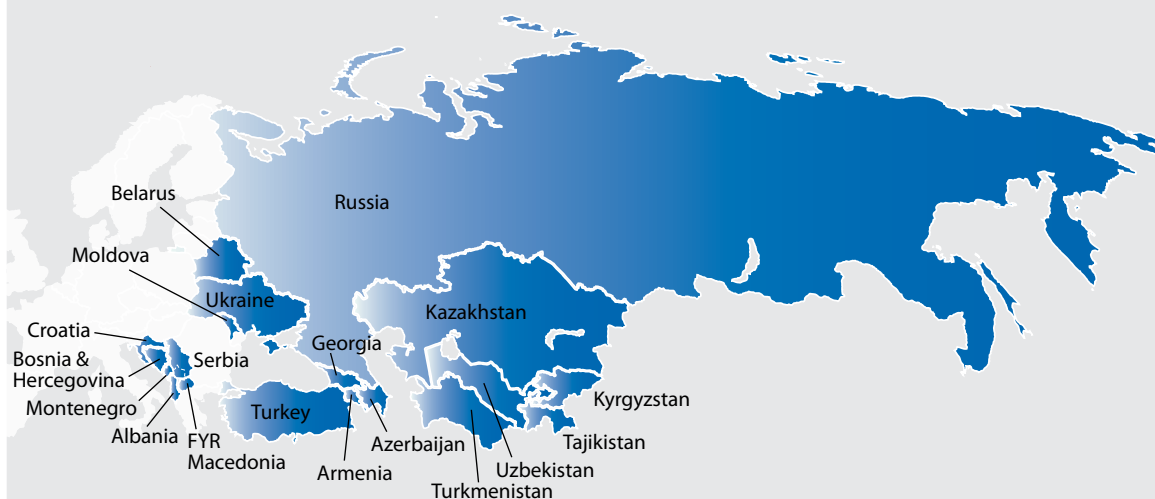 Belarus
Russia
Moldova
Ukraine
Kazakhstan
Croatia
Georgia
Bosnia &
Hercegovina
Serbia
Montenegro
Kyrgyzstan
Turkey
Albania
FYR
Macedonia
Azerbaijan
Tajikistan
Armenia
Uzbekistan
Turkmenistan